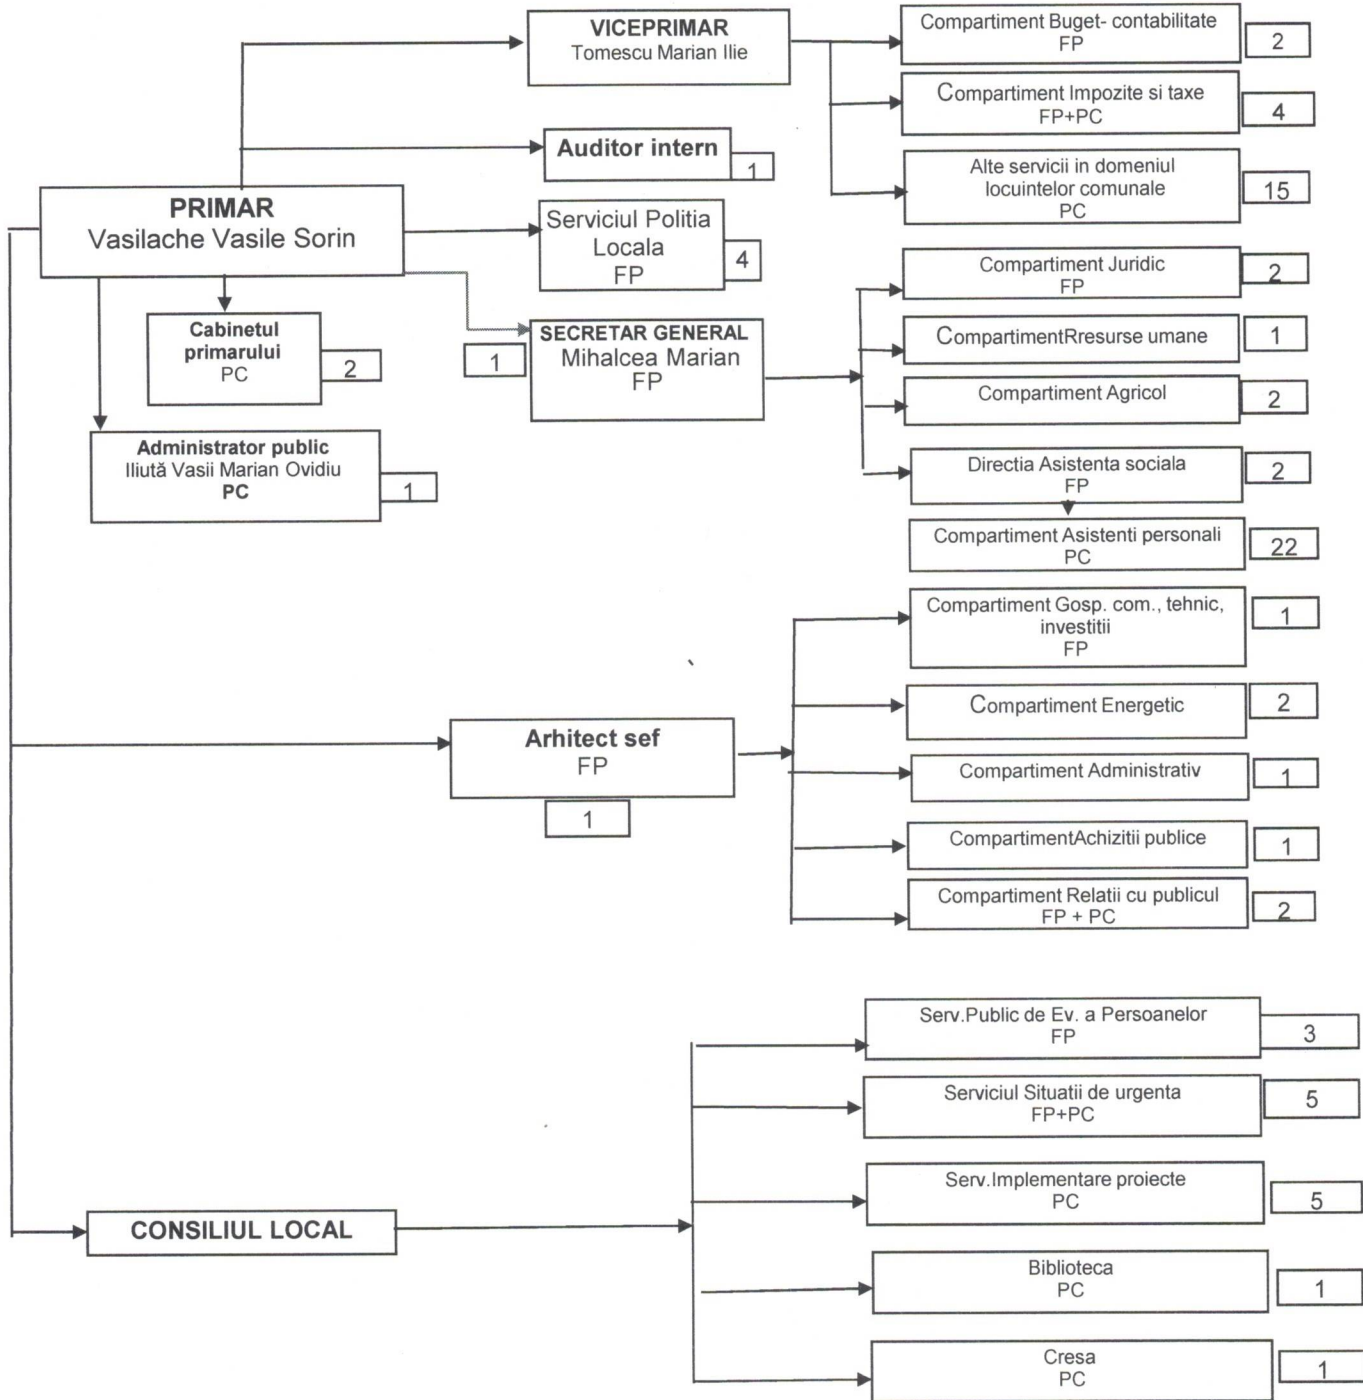 VICEPRIMAR
Tomescu Marian Ilie
Compartiment Buget- contabilitate
FP
2
Compartiment Impozite si taxe
FP+PC
4
Alte servicii in domeniul
locuintelor comunale
PC
15
Auditor intern
1
PRIMAR
Vasilache Vasile Sorin
Serviciul Politia
Locala
FP
4
Cabinetul
primarului
PC
2
Administrator public
Iliută Vasii Marian Ovidiu
PC
1
1
SECRETAR GENERAL
Mihalcea Marian
FP
Compartiment Juridic
FP
2
CompartimentRresurse umane
1
Compartiment Agricol
2
Directia Asistenta sociala
FP
2
Compartiment Asistenti personali
PC
22
Arhitect sef
FP
1
Compartiment Gosp. com., tehnic,
investitii
FP
1
Compartiment Energetic
2
Compartiment Administrativ
1
CompartimentAchizitii publice
1
Compartiment Relatii cu publicul
FP + PC
2
CONSILIUL LOCAL
Serv.Public de Ev. a Persoanelor
FP
3
Serviciul Situatii de urgenta
FP+PC
5
Serv.Implementare proiecte
PC
5
Biblioteca
PC
1
Cresa
PC
1